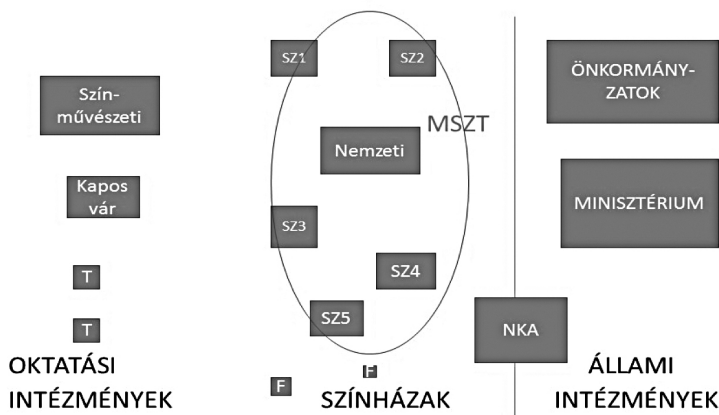 SZ1
SZ2
ÖNKORMÁNY-
ZATOK
Szín-
művészeti
MSZT
Nemzeti
Kapos
vár
MINISZTÉRIUM
SZ3
T
SZ4
SZ5
NKA
T
F
F
OKTATÁSI
INTÉZMÉNYEK
SZÍNHÁZAK
ÁLLAMI
INTÉZMÉNYEK